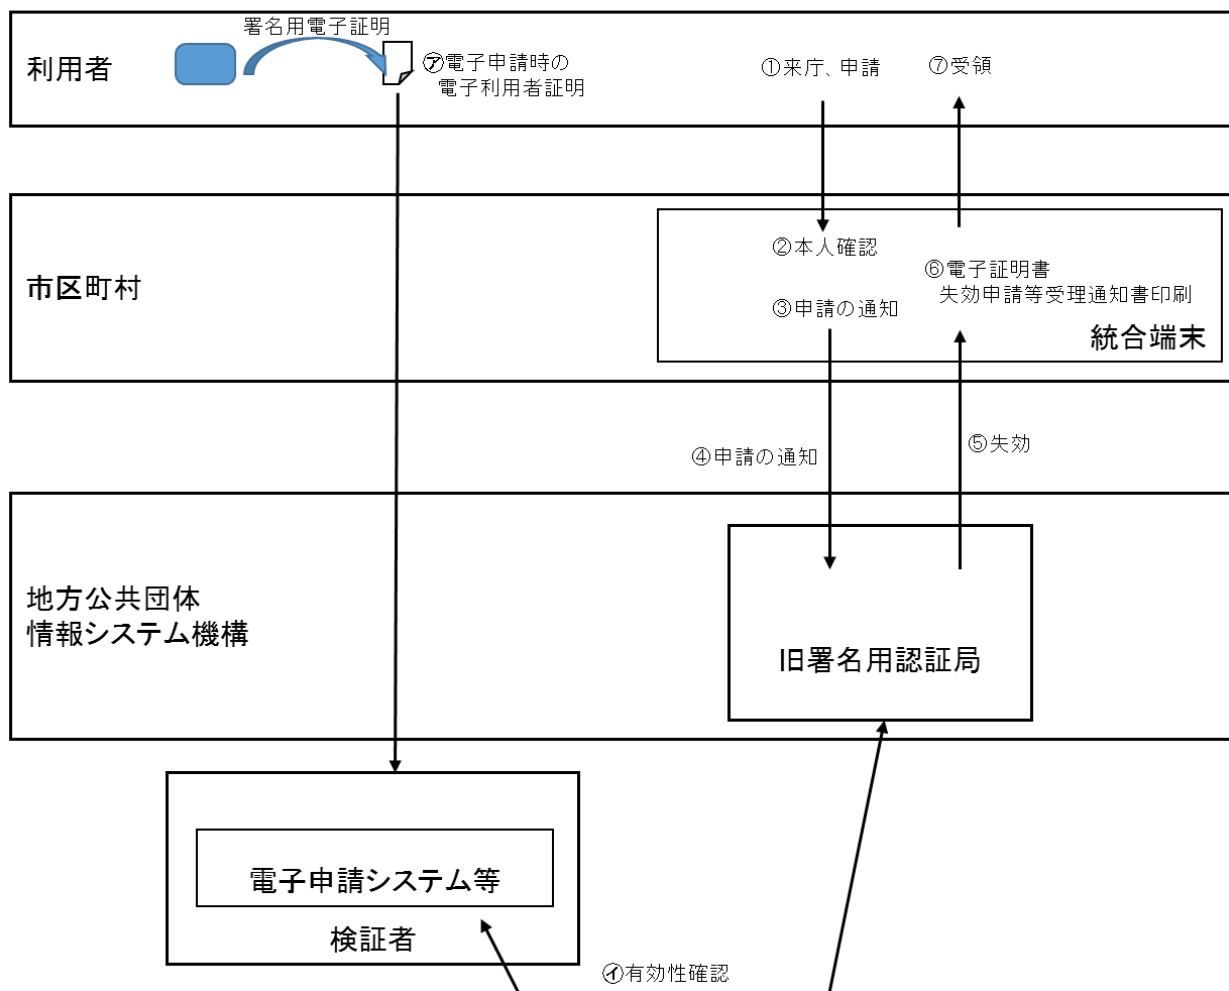 署名用電子証明
利用者
㋐電子申請時の
電子利用者証明
①来庁、申請
⑦受領
市区町村
②本人確認
③申請の通知
⑥電子証明書
失効申請等受理通知書印刷
統合端末
④申請の通知
⑤失効
地方公共団体
情報システム機構
旧署名用認証局
電子申請システム等
検証者
㋑有効性確認